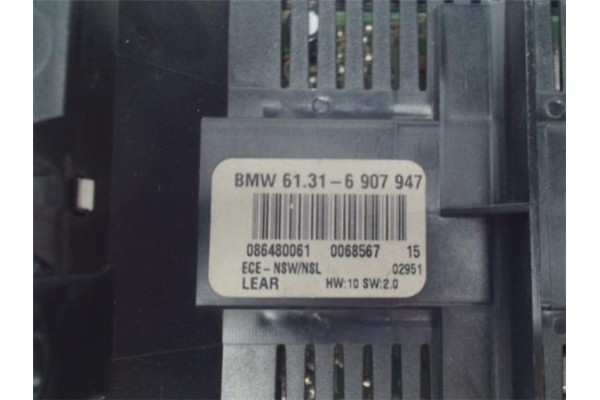 BMW 61.31-6 907 947
086480061 0068567 15
ECE-NSW/NSL 02951
LEAR HW:10 SW:2.0